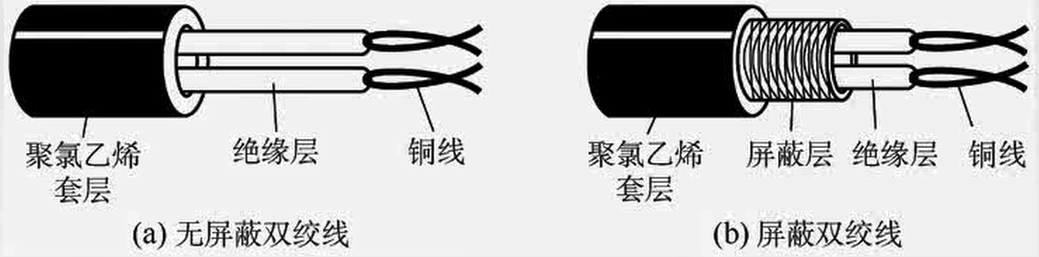 聚氯乙烯
套层
绝缘层
铜线
(a) 无屏蔽双绞线
聚氯乙烯
套层
屏蔽层
绝缘层
铜线
(b) 屏蔽双绞线